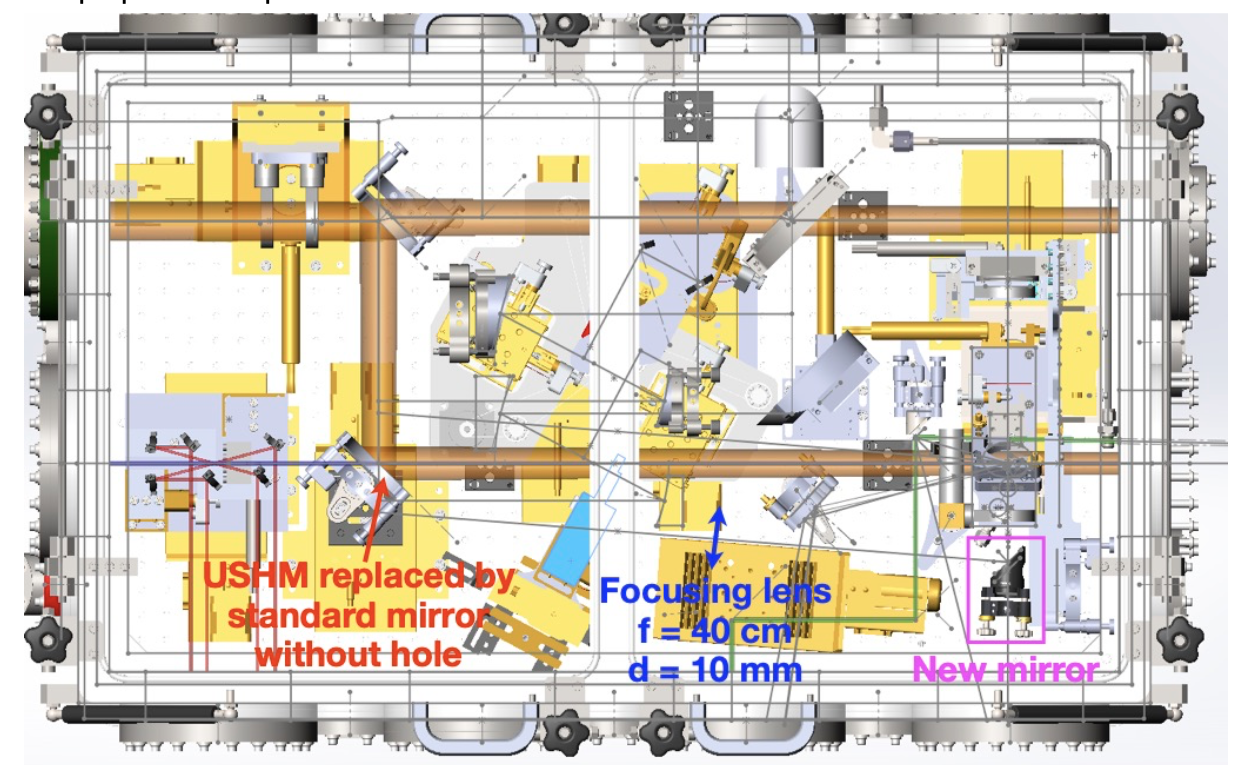 USHM replaced by
standard mirror
without hole
Focusing lens
f = 40 cm
d = 10 mm
New mirror